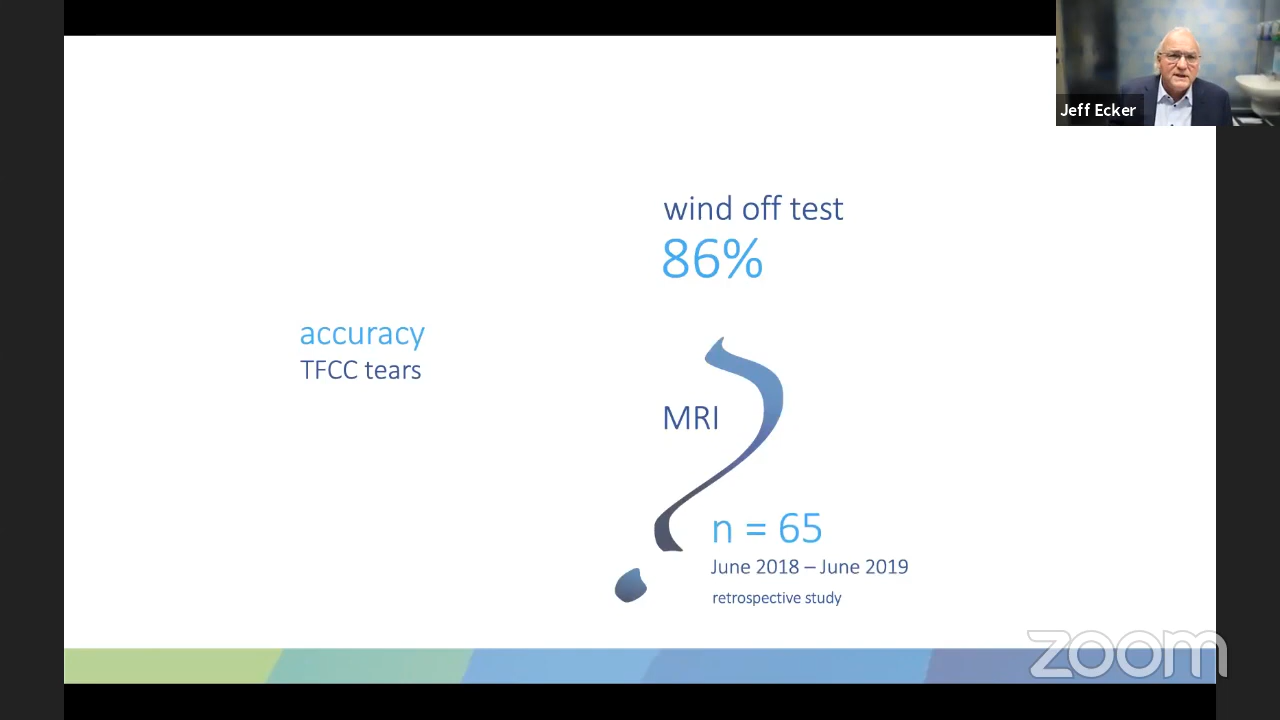 Jeff Ecker
wind off test
86%
accuracy
TFCC tears
MRI
n = 65
June 2018 – June 2019
retrospective study
zoom